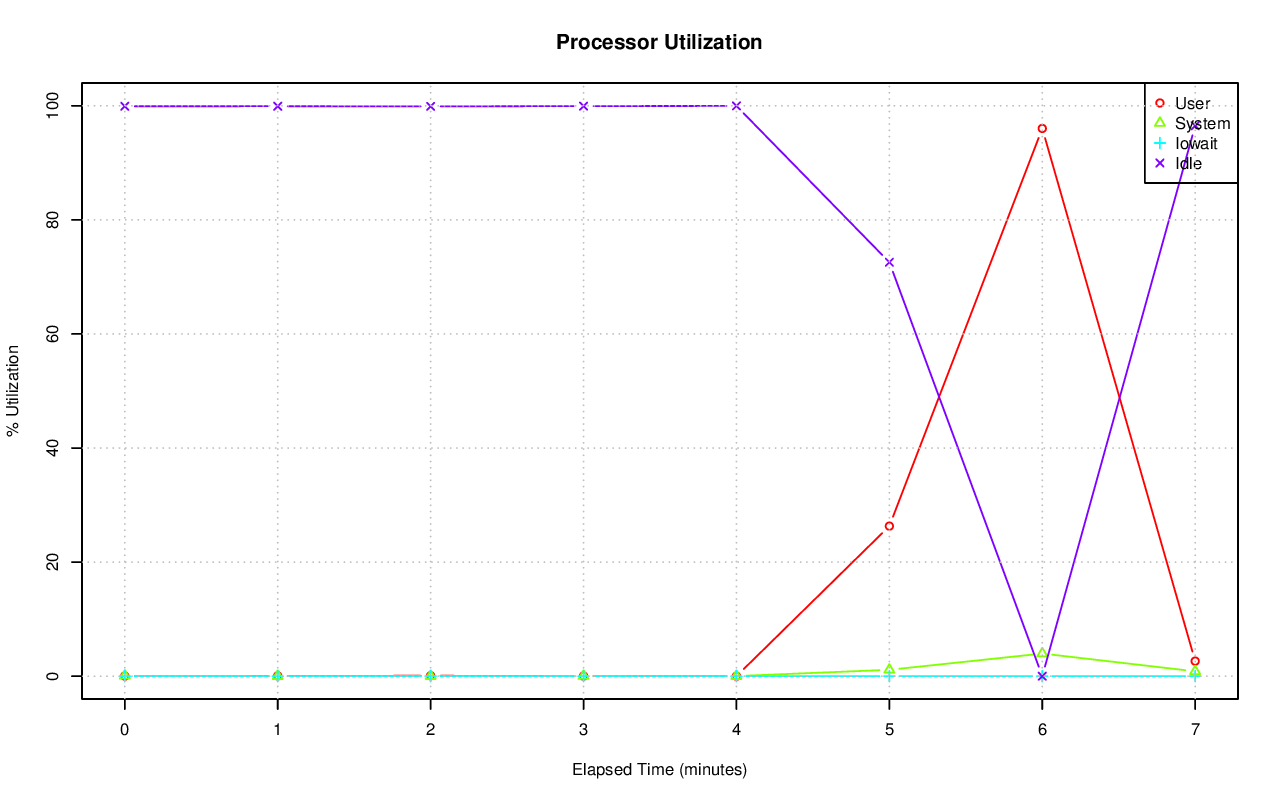 Processor Utilization
100
80
60
40
20
0
% Utilization
User
System
Iowait
Idle
0 1 2 3 4 5 6 7
Elapsed Time (minutes)